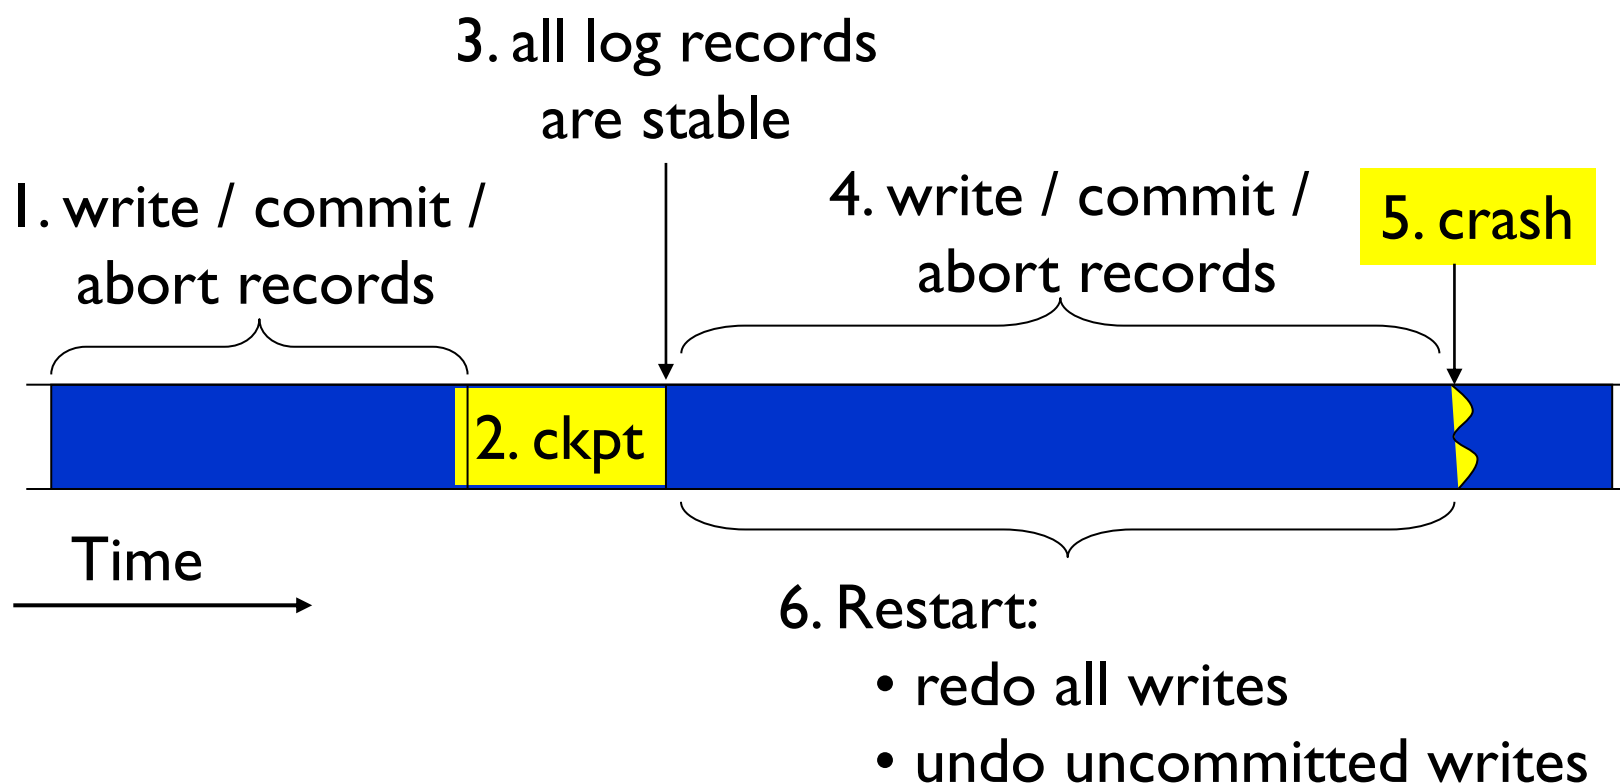 3. all log records
are stable
1. write / commit /
abort records
4. write / commit /
abort records
5. crash
2. ckpt
Time
6. Restart:
• redo all writes
• undo uncommitted writes